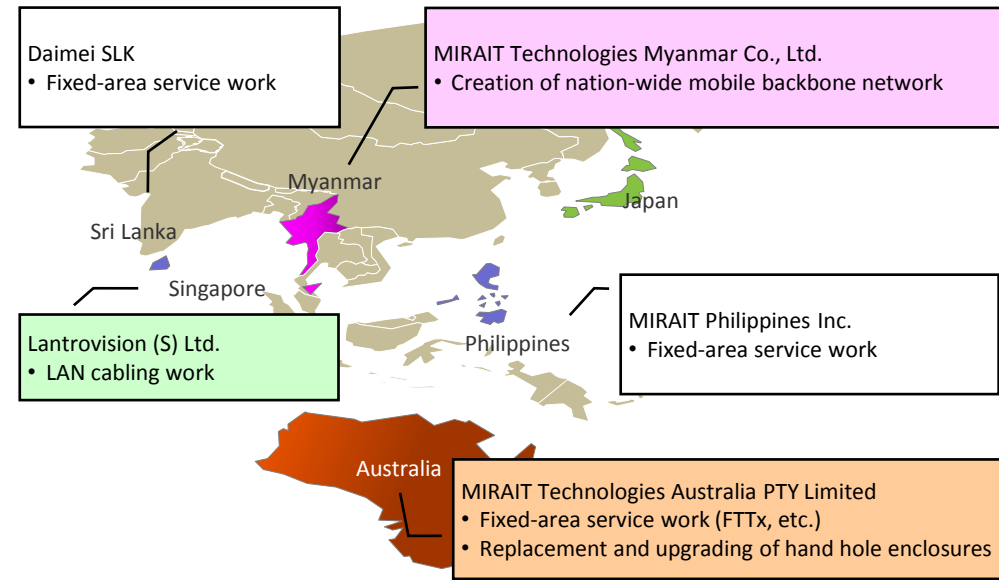 Daimei SLK
• Fixed-area service work
MIRAIT Technologies Myanmar Co., Ltd.
• Creation of nation-wide mobile backbone network
Myanmar
Japan
Sri Lanka
Singapore
Lantrovision (S) Ltd.
• LAN cabling work
Philippines
MIRAIT Philippines Inc.
• Fixed-area service work
Australia
MIRAIT Technologies Australia PTY Limited
• Fixed-area service work (FTTx, etc.)
• Replacement and upgrading of hand hole enclosures